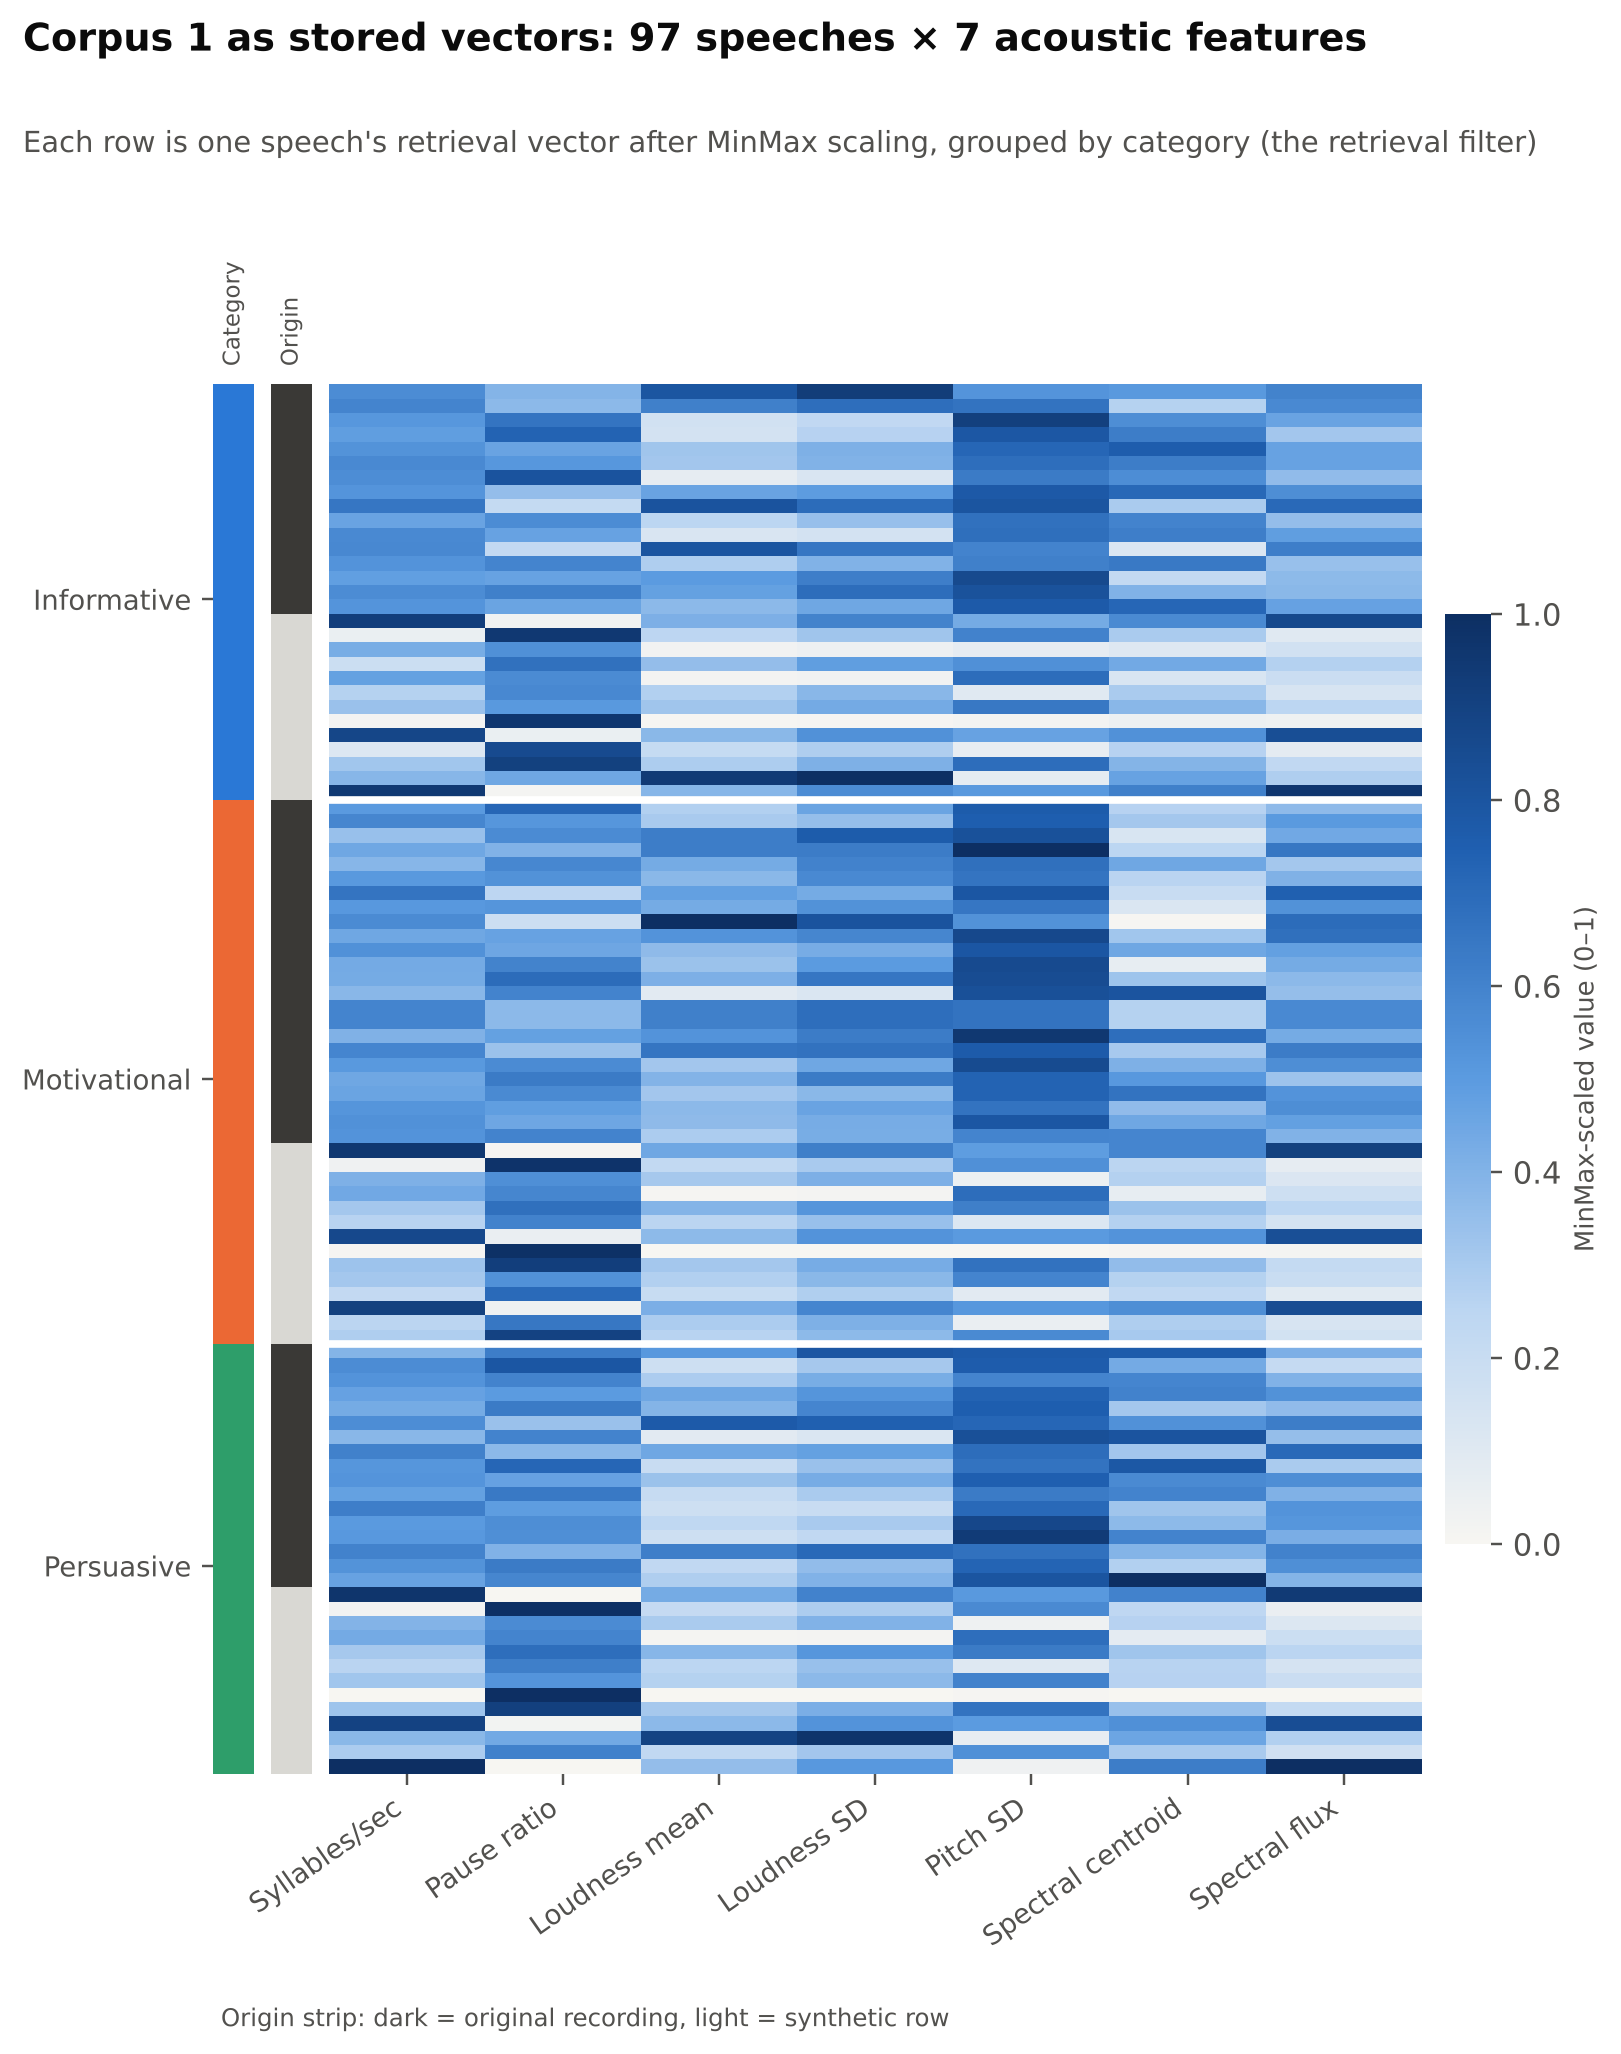 Corpus 1 as stored vectors: 97 speeches × 7 acoustic features
Each row is one speech's retrieval vector after MinMax scaling, grouped by category (the retrieval filter)
Category
Origin
Informative
Motivational
Persuasive
1.0
0.8
0.6
0.4
0.2
0.0
MinMax-scaled value (0–1)
Syllables/sec
Pause ratio
Loudness mean
Loudness SD
Pitch SD
Spectral centroid
Spectral flux
Origin strip: dark = original recording, light = synthetic row